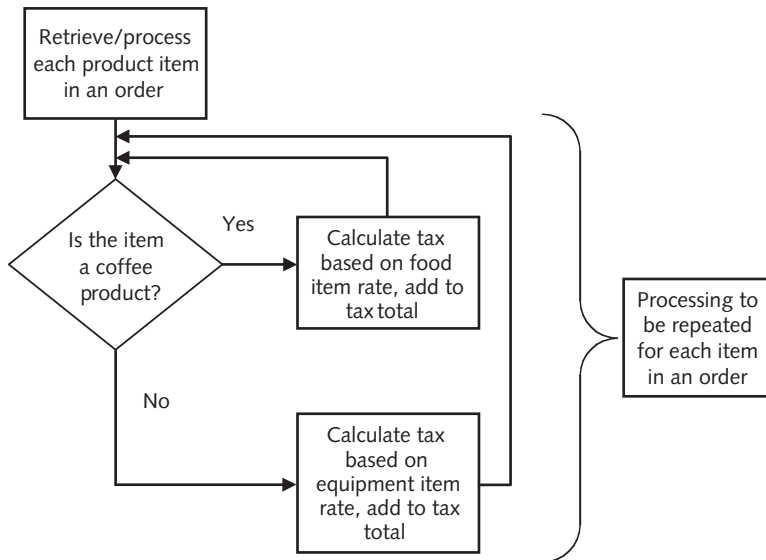 Retrieve/process
each product item
in an order
Is the item
a coffee
product?
Yes
Calculate tax
based on food
item rate, add to
tax total
No
Calculate tax
based on
equipment item
rate, add to tax
total
Processing to
be repeated
for each item
in an order